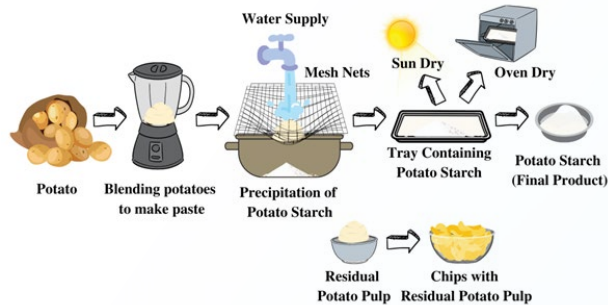 Water Supply
Mesh Nets
Sun Dry
Oven Dry
Potato
Blending potatoes
to make paste
Precipitation of
Potato Starch
Tray Containing
Potato Starch
Potato Starch
(Final Product)
Residual
Potato Pulp
Chips with
Residual Potato Pulp